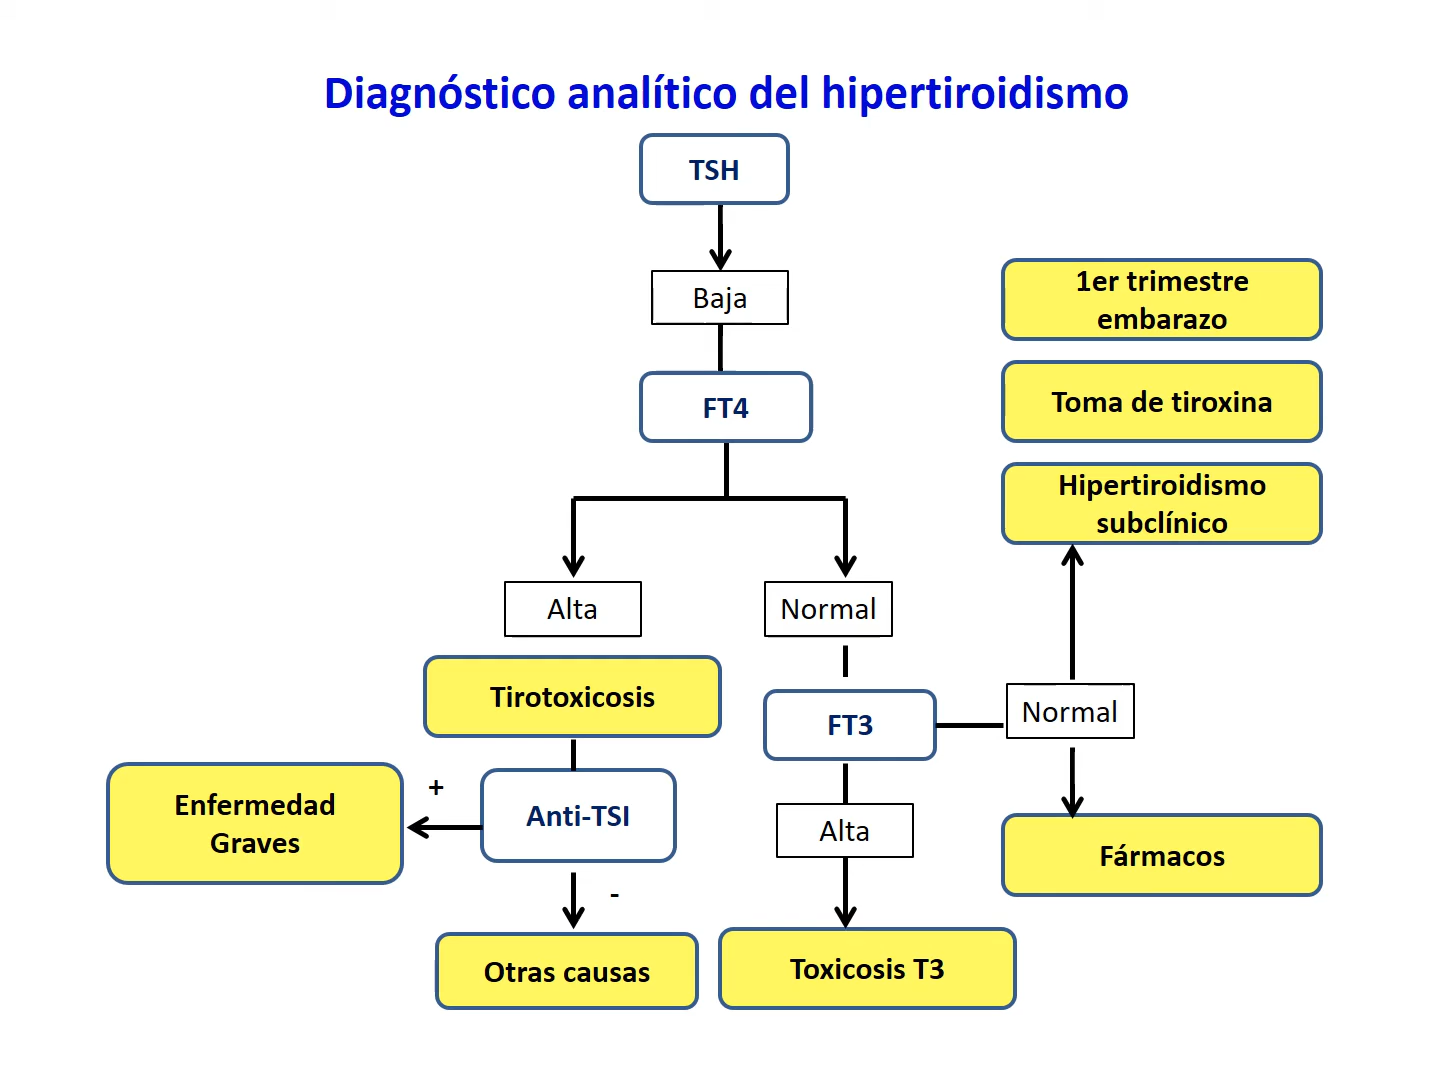 Diagnóstico analítico del hipertiroidismo
TSH
Baja
FT4
1er trimestre
embarazo
Toma de tiroxina
Hipertiroidismo
subclínico
Alta
Normal
Tirotoxicosis
FT3
Normal
Enfermedad
Graves
+
Anti-TSI
-
Alta
Fármacos
Otras causas
Toxicosis T3